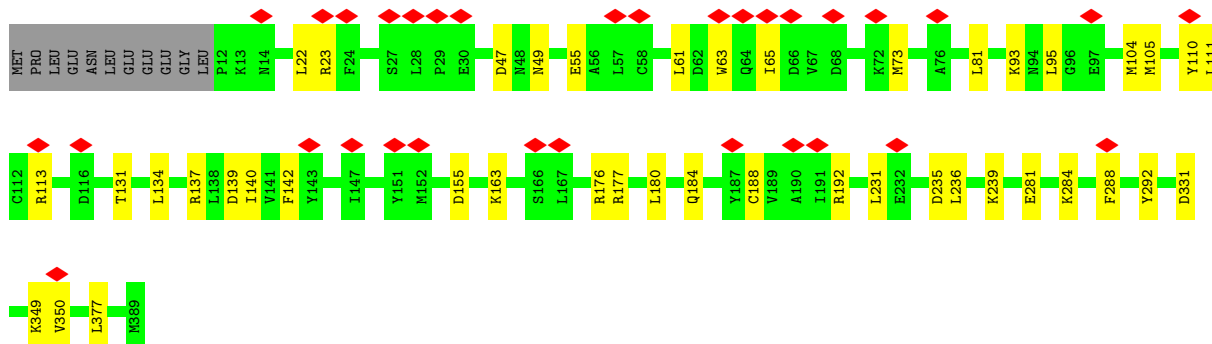 MET PRO LEU GLU ASN LEU GLU GLU GLU GLY LEU P12 K13 N14 L22 R23 F24 S27 L28 P29 E30 D47 N48 N49 E55 A56 L57 C58 L61 D62 W63 Q64 I65 D66 V67 D68 K72 M73 A76 L81 K93 N94 L95 G96 E97 M104 M105 Y110 L111
C112 R113 D116 T131 L134 R137 L138 D139 I140 V141 F142 Y143 I147 Y151 M152 D155 K163 S166 L167 R176 R177 L180 Q184 Y187 C188 V189 A190 I191 R192 L231 E232 D235 L236 K239 E281 K284 F288 Y292 D331
K349 V350 L377 M389